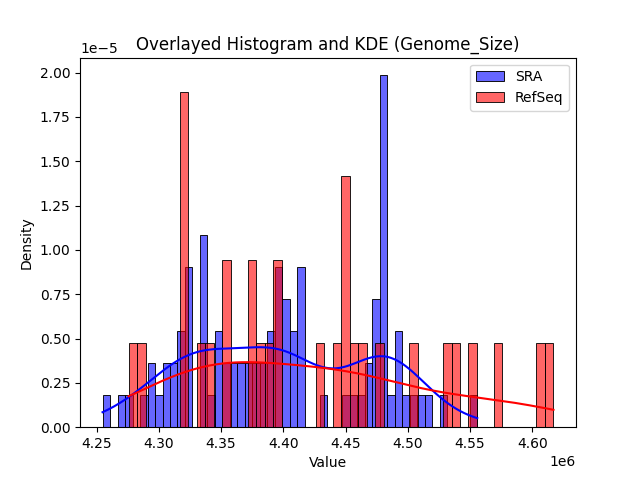 Overlayed Histogram and KDE (Genome_Size)
1e−5
SRA
RefSeq
2.00
1.75
1.50
1.25
1.00
0.75
0.50
0.25
0.00
Density
4.25 4.30 4.35 4.40 4.45 4.50 4.55 4.60
1e6
Value